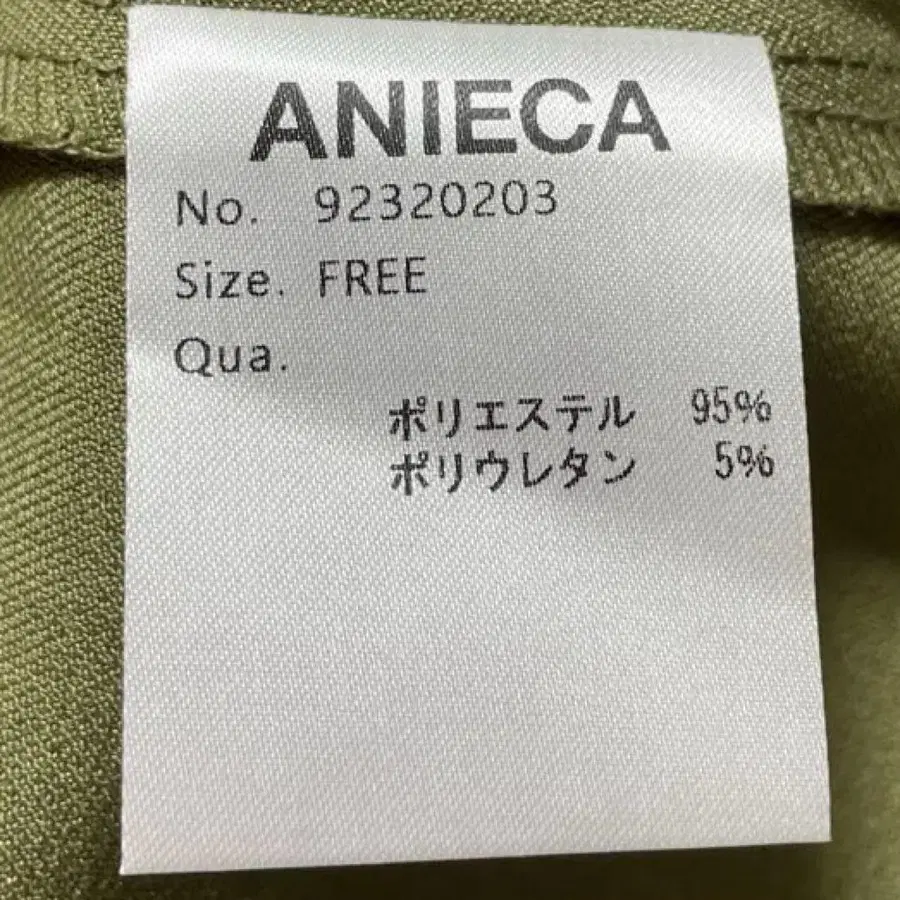 ANIECA
No. 92320203
Size. FREE
Qua.
ポリエステル 95%
ポリウレタン 5%